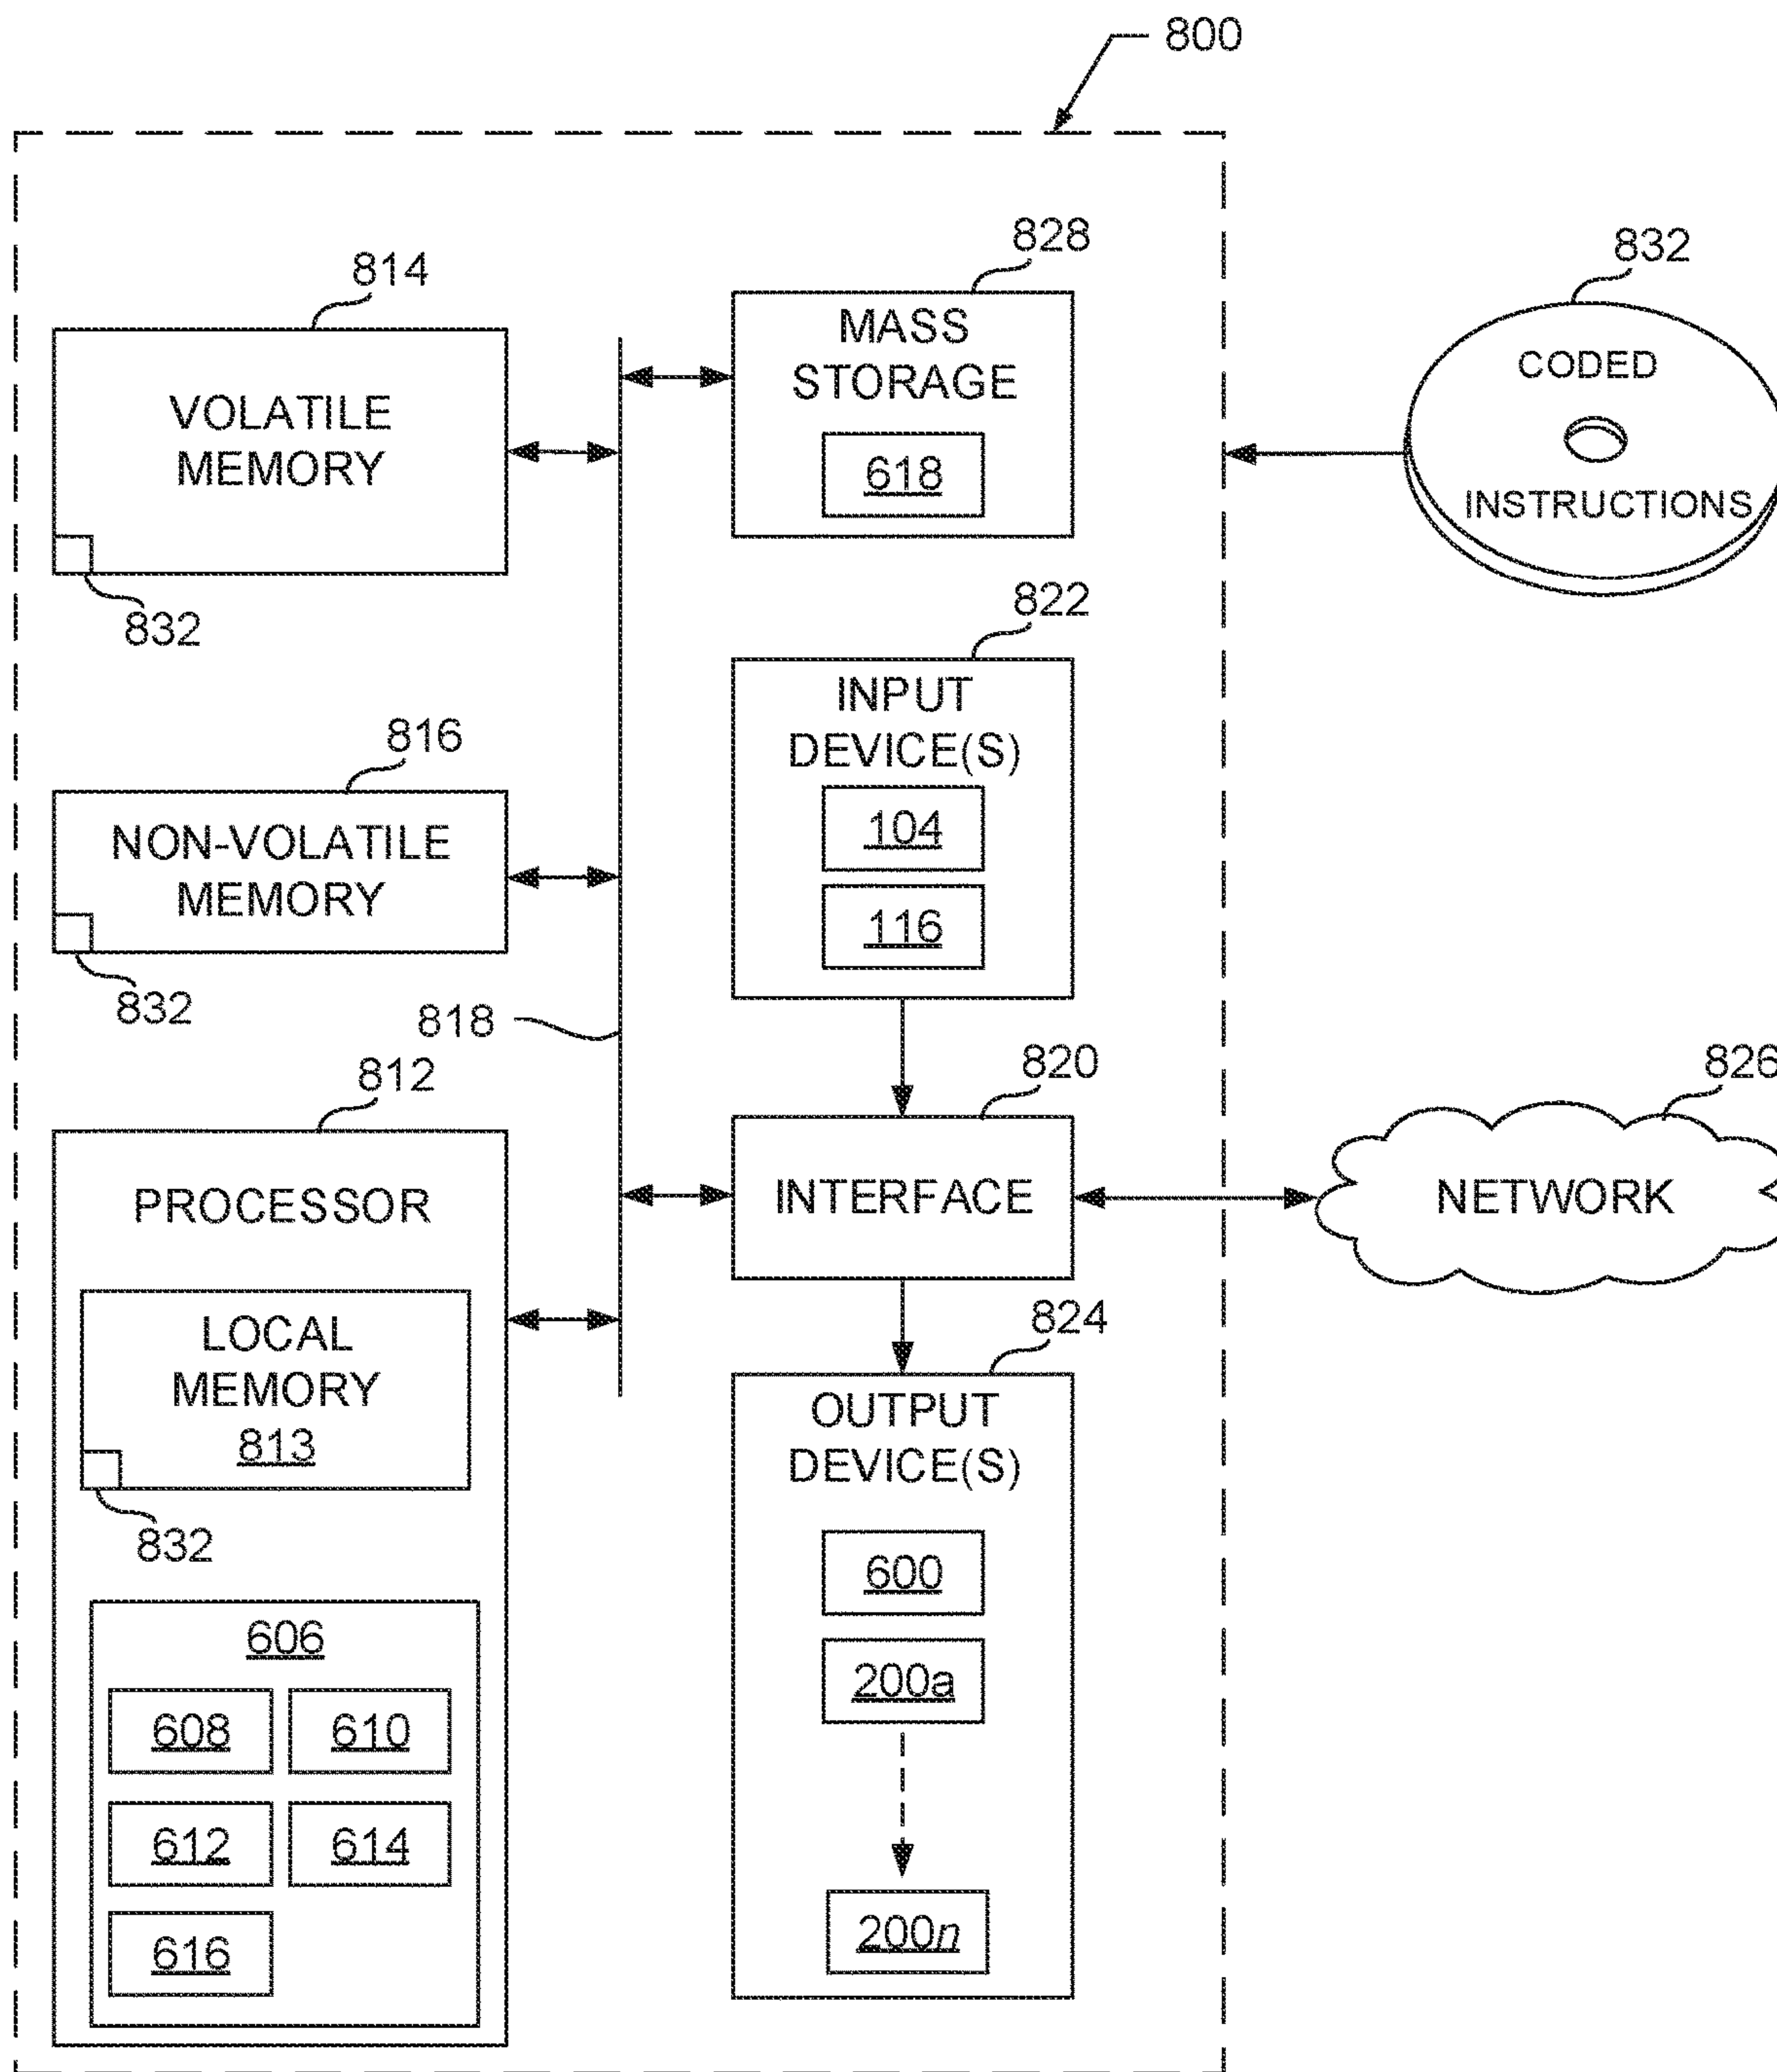 800
814
VOLATILE
MEMORY
832
828
MASS
STORAGE
618
832
CODED
INSTRUCTIONS
816
NON-VOLATILE
MEMORY
832
818
822
INPUT
DEVICE(S)
104
116
812
PROCESSOR
LOCAL
MEMORY
813
832
606
608
610
612
614
616
820
INTERFACE
826
NETWORK
824
OUTPUT
DEVICE(S)
600
200a
200n